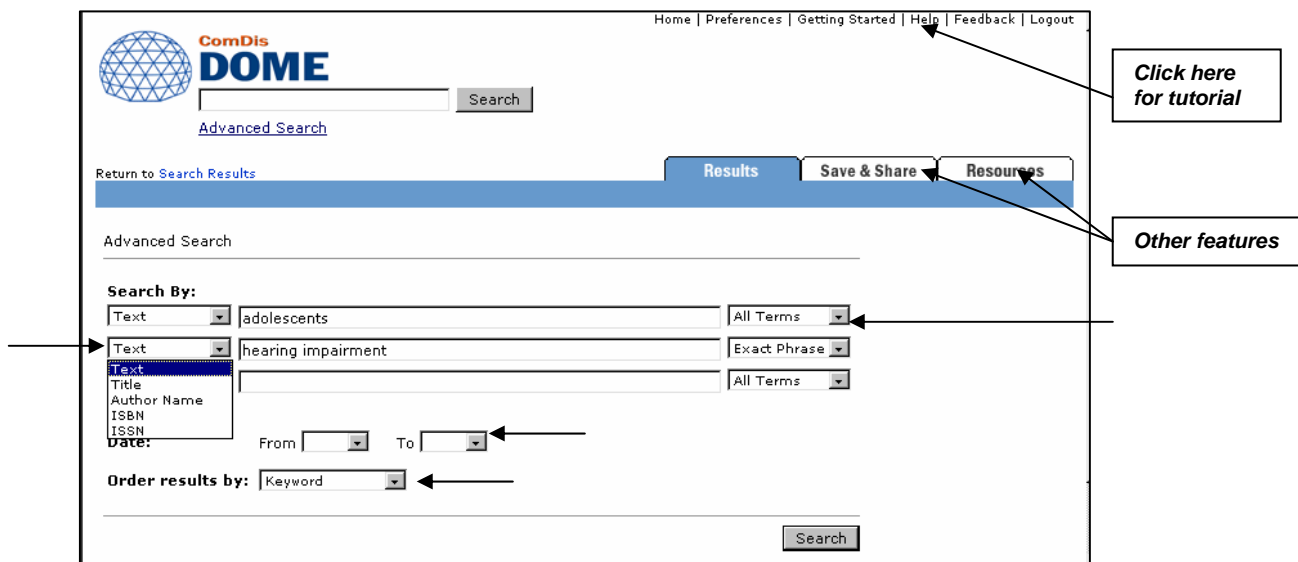 Home | Preferences | Getting Started | Help | Feedback | Logout
ComDis
DOME
Search
Advanced Search
Click here
for tutorial
Return to Search Results
Results
Save & Share
Resources
Other features
Advanced Search
Search By:
Text adolescents All Terms
Text hearing impairment Exact Phrase
Text
Title
Author Name
ISBN
ISSN
All Terms
Date: From To
Order results by: Keyword
Search